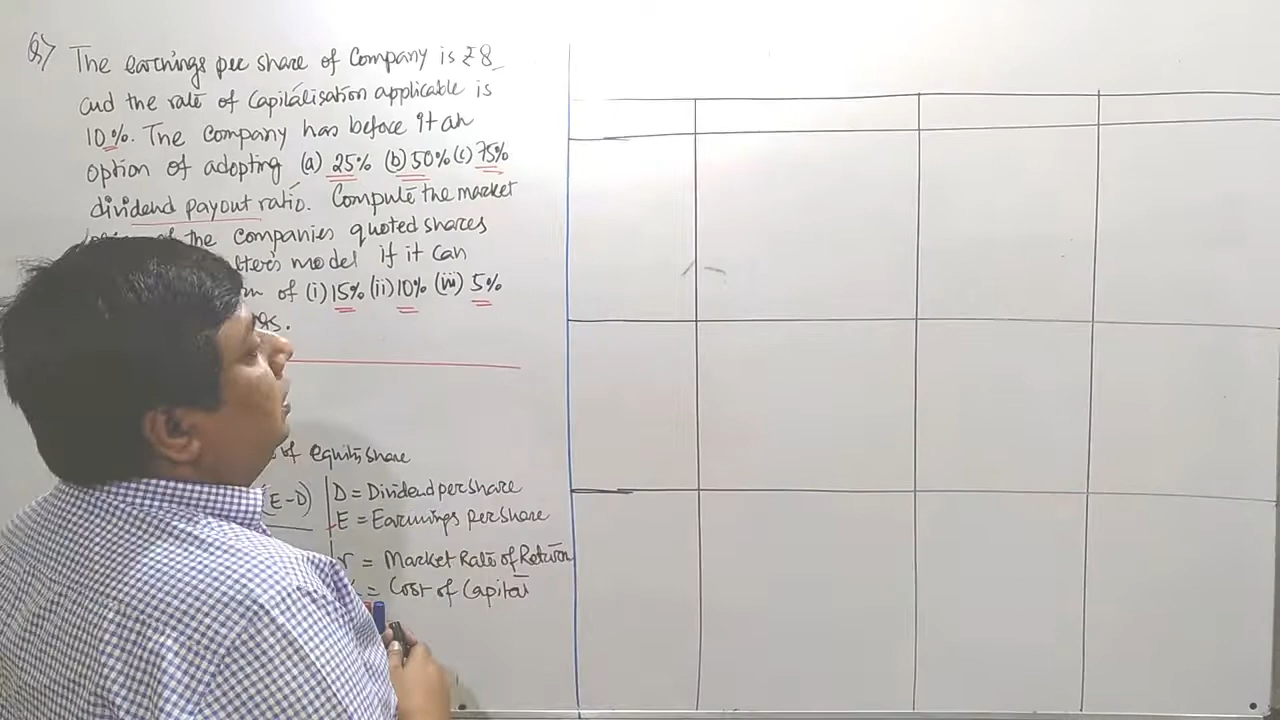 Q> The earnings per share of Company is ₹8
and the rate of Capitalisation applicable is
10%. The Company has before it an
option of adopting (a) 25% (b) 50% (c) 75%
dividend payout ratio. Compute the market
of the companies quoted shares
model if it can
of (i) 15% (ii) 10% (iii) 5%
of equity share
(E-D) D = Dividend per share
E = Earnings per share
r = Market Rate of Return
= Cost of Capital